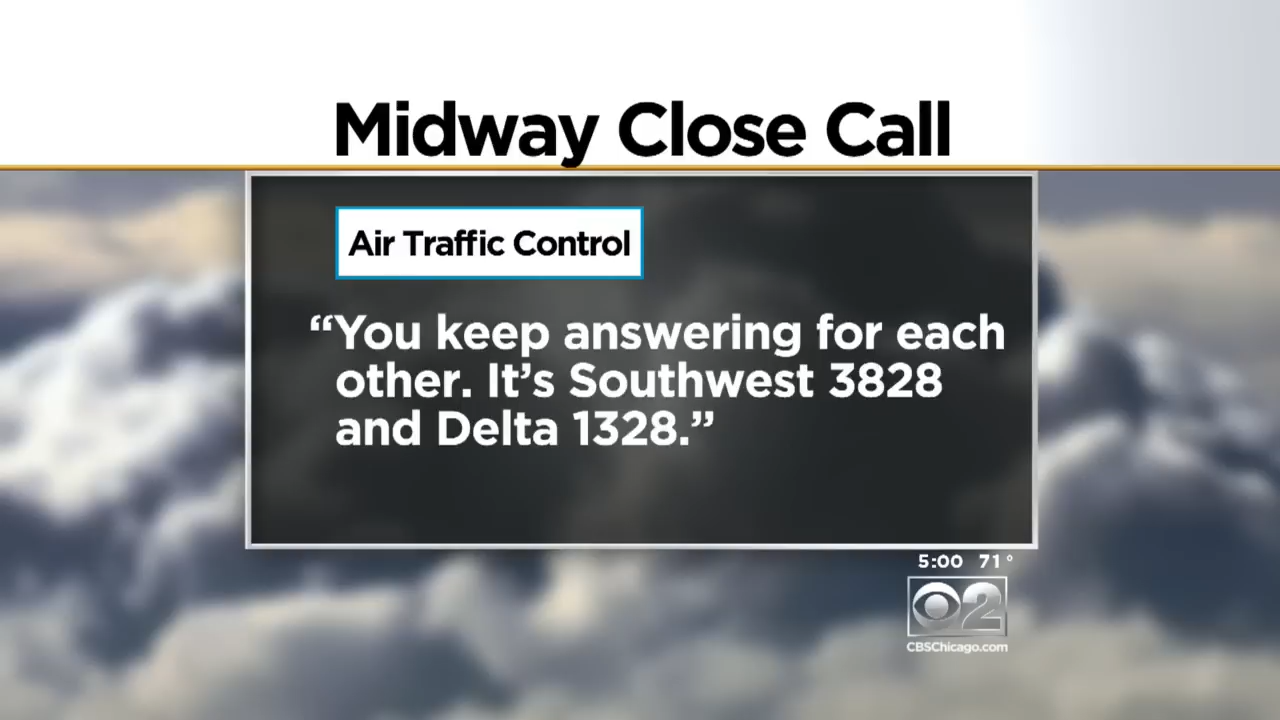 Midway Close Call
Air Traffic Control
“You keep answering for each
other. It’s Southwest 3828
and Delta 1328.”
5:00 71°
2
CBSChicago.com